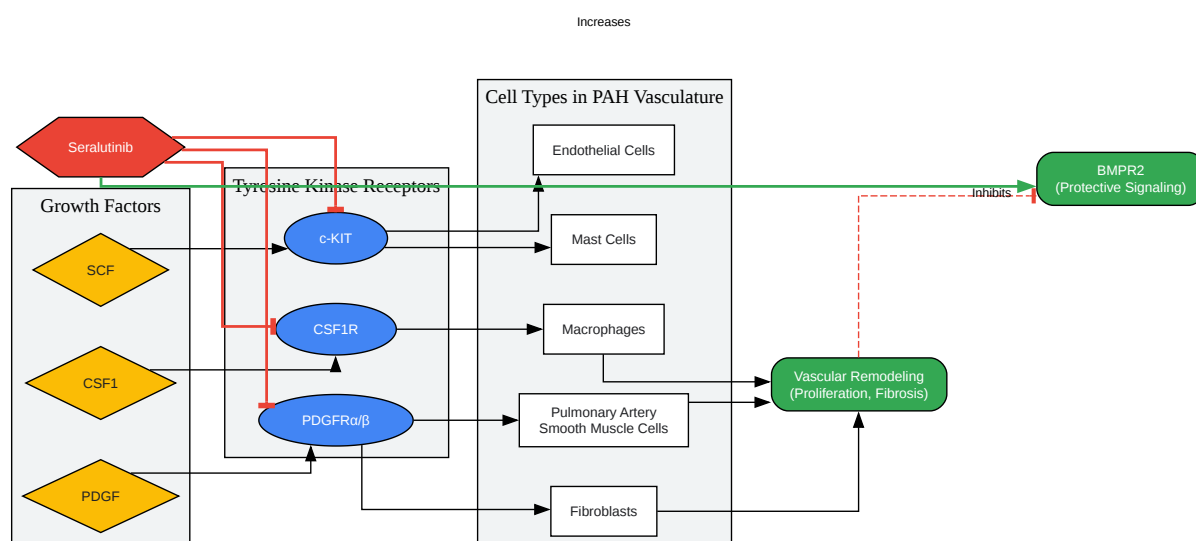 Increases
Cell Types in PAH Vasculature
Seralutinib
Endothelial Cells
BMPR2
(Protective Signaling)
Tyrosine Kinase Receptors
Inhibits
Growth Factors
c-KIT
Mast Cells
SCF
CSF1R
Macrophages
CSF1
Vascular Remodeling
(Proliferation, Fibrosis)
PDGFRα/β
Pulmonary Artery
Smooth Muscle Cells
PDGF
Fibroblasts